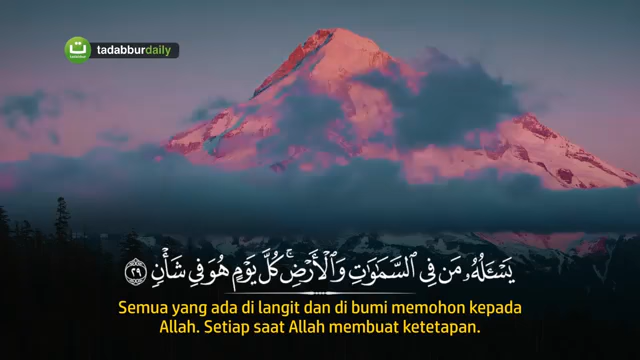 tadabburdaily
يَسْـَٔلُهُۥ مَن فِى ٱلسَّمَـٰوَٰتِ وَٱلْأَرْضِ ۚ كُلَّ يَوْمٍ هُوَ فِى شَأْنٍ ٢٩
Semua yang ada di langit dan di bumi memohon kepada
Allah. Setiap saat Allah membuat ketetapan.